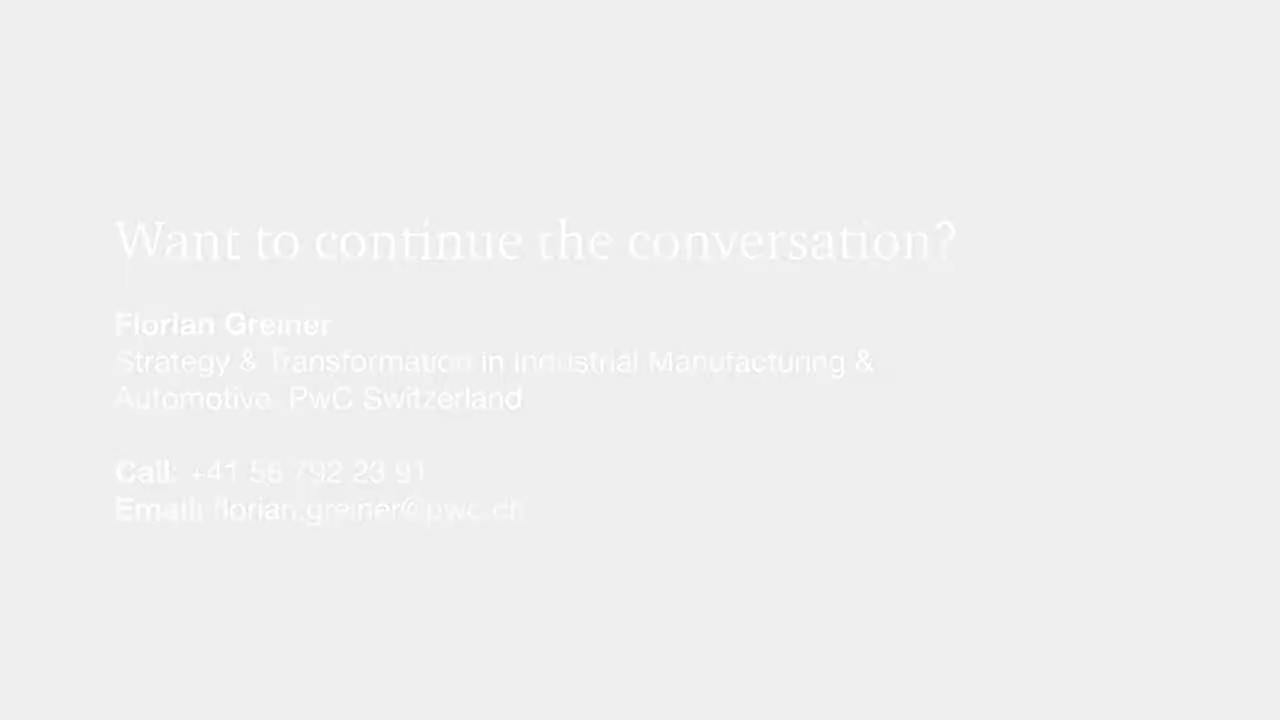 Want to continue the conversation?
Florian Greiner
Strategy & Transformation in Industrial Manufacturing &
Automotive, PwC Switzerland
Call: +41 58 792 23 91
Email: florian.greiner@pwc.ch